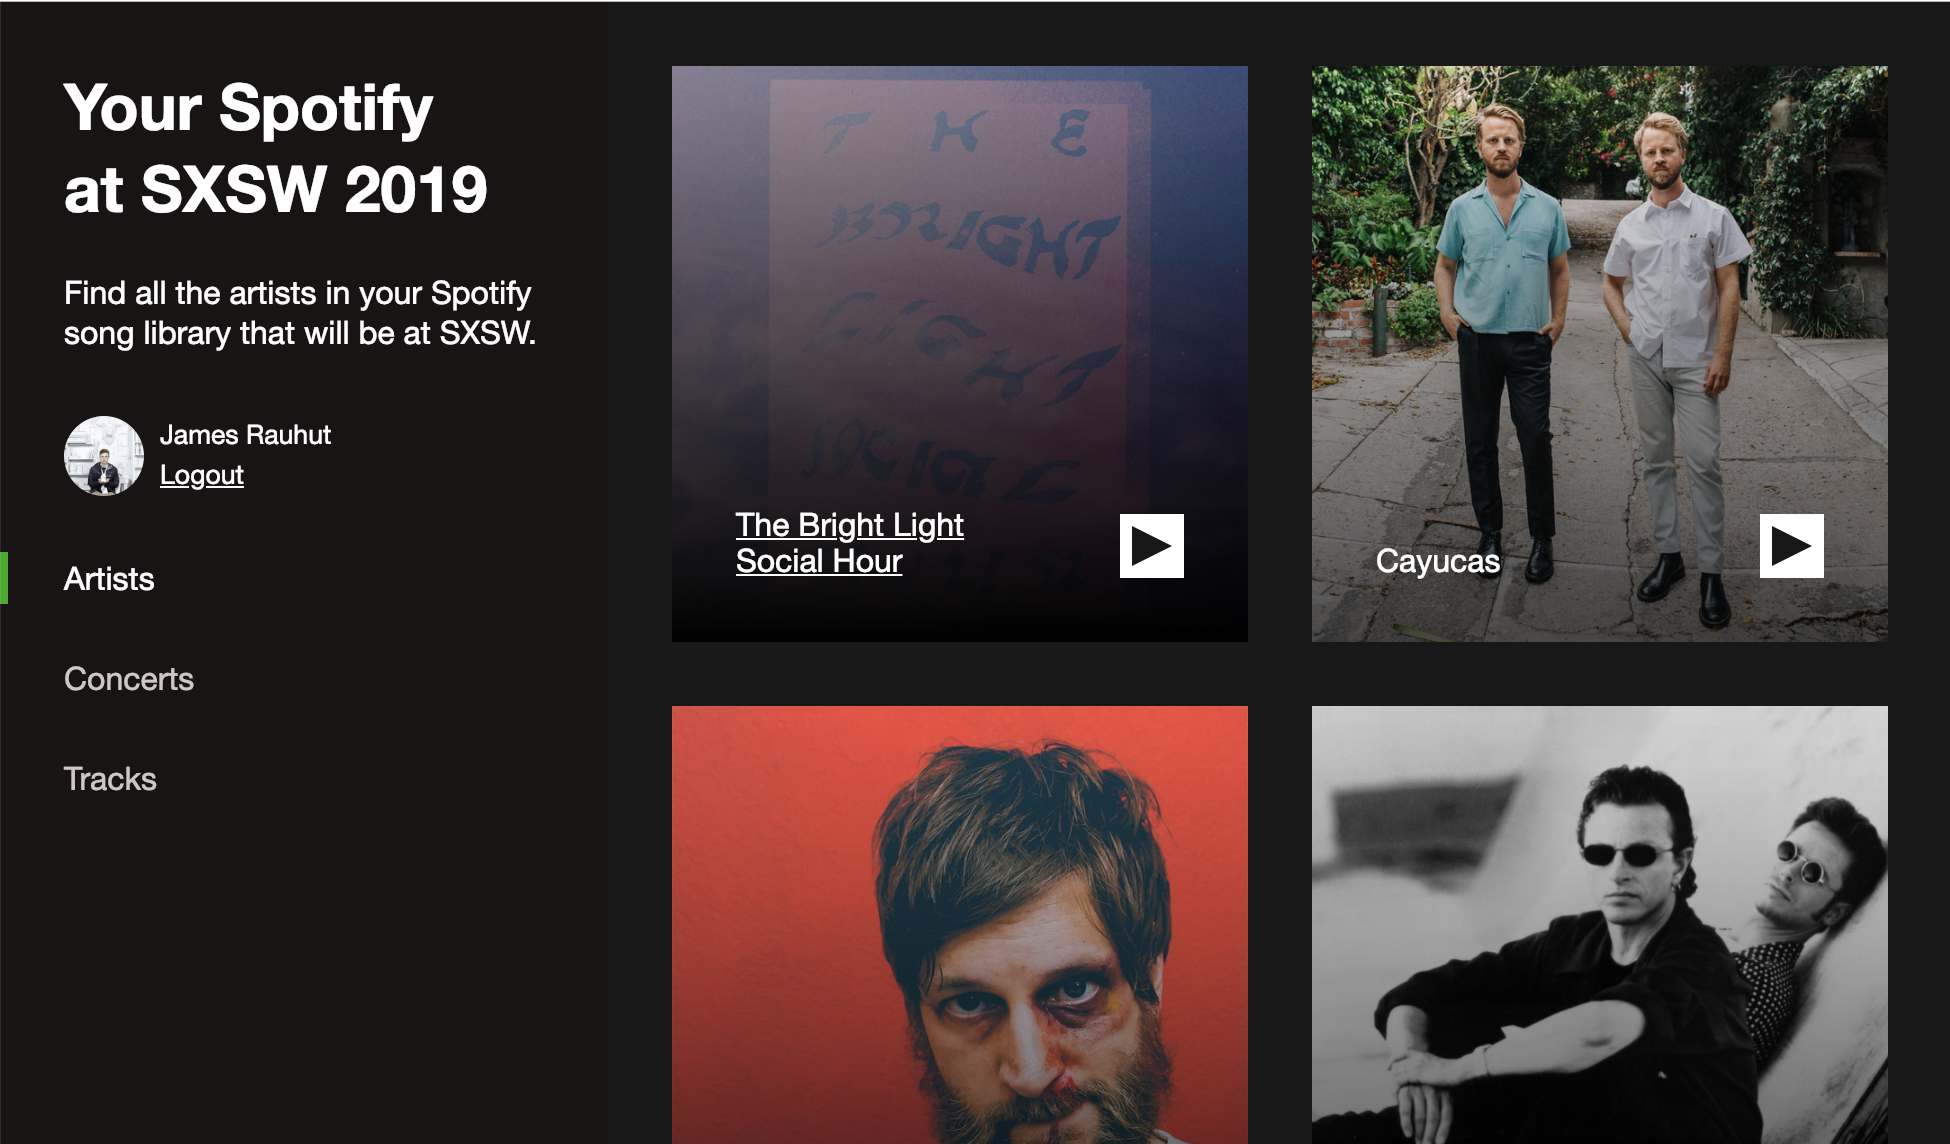 Your Spotify
at SXSW 2019
Find all the artists in your Spotify
song library that will be at SXSW.
James Rauhut
Logout
Artists
Concerts
Tracks
THE
BRIGHT
LIGHT
SOCIAL
The Bright Light
Social Hour
Cayucas